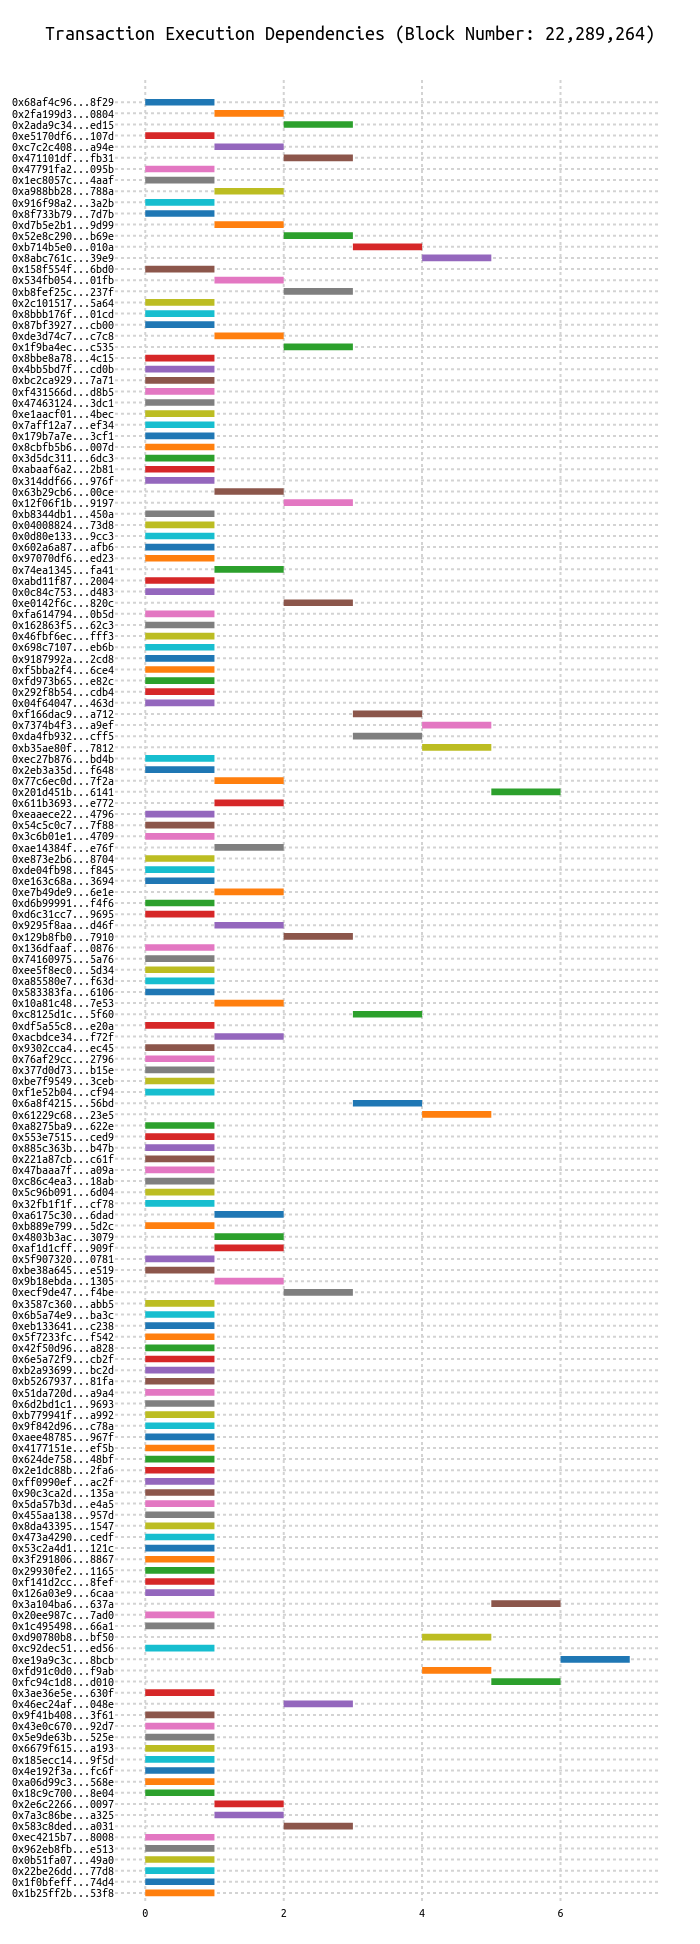 Transaction Execution Dependencies (Block Number: 22,289,264)
0x68af4c96...8f29
0x2fa199d3...0804
0x2ada9c34...ed15
0xe5170df6...107d
0xc7c2c408...a94e
0x471101df...fb31
0x47791fa2...095b
0x1ec8057c...4aaf
0xa988bb28...788a
0x916f98a2...3a2b
0x8f733b79...7d7b
0xd7b5e2b1...9d99
0x52e8c290...b69e
0xb714b5e0...010a
0x8abc761c...39e9
0x158f554f...6bd0
0x534fb054...01fb
0xb8fef25c...237f
0x2c101517...5a64
0x8bbb176f...01cd
0x87bf3927...cb00
0xde3d74c7...c7c8
0x1f9ba4ec...c535
0x8bbe8a78...4c15
0x4bb5bd7f...cd0b
0xbc2ca929...7a71
0xf431566d...d8b5
0x47463124...3dc1
0xe1aacf01...4bec
0x7aff12a7...ef34
0x179b7a7e...3cf1
0x8cbfb5b6...007d
0x3d5dc311...6dc3
0xabaaf6a2...2b81
0x314ddf66...976f
0x63b29cb6...00ce
0x12f06f1b...9197
0xb8344db1...450a
0x04008824...73d8
0x0d80e133...9cc3
0x602a6a87...afb6
0x97070df6...ed23
0x74ea1345...fa41
0xabd11f87...2004
0x0c84c753...d483
0xe0142f6c...820c
0xfa614794...0b5d
0x162863f5...62c3
0x46fbf6ec...fff3
0x698c7107...eb6b
0x9187992a...2cd8
0xf5bba2f4...6ce4
0xfd973b65...e82c
0x292f8b54...cdb4
0x04f64047...463d
0xf166dac9...a712
0x7374b4f3...a9ef
0xda4fb932...cff5
0xb35ae80f...7812
0xec27b876...bd4b
0x2eb3a35d...f648
0x77c6ec0d...7f2a
0x201d451b...6141
0x611b3693...e772
0xeaaece22...4796
0x54c5c0c7...7f88
0x3c6b01e1...4709
0xae14384f...e76f
0xe873e2b6...8704
0xde04fb98...f845
0xe163c68a...3694
0xe7b49de9...6e1e
0xd6b99991...f4f6
0xd6c31cc7...9695
0x9295f8aa...d46f
0x129b8fb0...7910
0x136dfaaf...0876
0x74160975...5a76
0xee5f8ec0...5d34
0xa85580e7...f63d
0x583383fa...6106
0x10a81c48...7e53
0xc8125d1c...5f60
0xdf5a55c8...e20a
0xacbdce34...f72f
0x9302cca4...ec45
0x76af29cc...2796
0x377d0d73...b15e
0xbe7f9549...3ceb
0xf1e52b04...cf94
0x6a8f4215...56bd
0x61229c68...23e5
0xa8275ba9...622e
0x553e7515...ced9
0x885c363b...b47b
0x221a87cb...c61f
0x47baaa7f...a09a
0xc86c4ea3...18ab
0x5c96b091...6d04
0x32fb1f1f...cf78
0xa6175c30...6dad
0xb889e799...5d2c
0x4803b3ac...3079
0xaf1d1cff...909f
0x5f907320...0781
0xbe38a645...e519
0x9b18ebda...1305
0xecf9de47...f4be
0x3587c360...abb5
0x6b5a74e9...ba3c
0xeb133641...c238
0x5f7233fc...f542
0x42f50d96...a828
0x6e5a72f9...cb2f
0xb2a93699...bc2d
0xb5267937...81fa
0x51da720d...a9a4
0x6d2bd1c1...9693
0xb779941f...a992
0x9f842d96...c78a
0xaee48785...967f
0x4177151e...ef5b
0x624de758...48bf
0x2e1dc88b...2fa6
0xff0990ef...ac2f
0x90c3ca2d...135a
0x5da57b3d...e4a5
0x455aa138...957d
0x8da43395...1547
0x473a4290...cedf
0x53c2a4d1...121c
0x3f291806...8867
0x29930fe2...1165
0xf141d2cc...8fef
0x126a03e9...6caa
0x3a104ba6...637a
0x20ee987c...7ad0
0x1c495498...66a1
0xd90780b8...bf50
0xc92dec51...ed56
0xe19a9c3c...8bcb
0xfd91c0d0...f9ab
0xfc94c1d8...d010
0x3ae36e5e...630f
0x46ec24af...048e
0x9f41b408...3f61
0x43e0c670...92d7
0x5e9de63b...525e
0x6679f615...a193
0x185ecc14...9f5d
0x4e192f3a...fc6f
0xa06d99c3...568e
0x18c9c700...8e04
0x2e6c2266...0097
0x7a3c86be...a325
0x583c8ded...a031
0xec4215b7...8008
0x962eb8fb...e513
0x0b51fa07...49a0
0x22be26dd...77d8
0x1f0bfeff...74d4
0x1b25ff2b...53f8
0 2 4 6